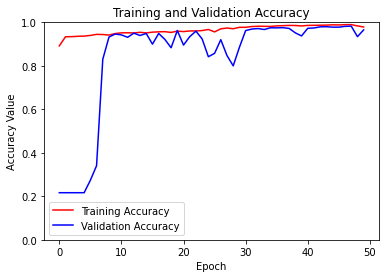 Training and Validation Accuracy
Accuracy Value
1.0
0.8
0.6
0.4
0.2
0.0
Training Accuracy
Validation Accuracy
0 10 20 30 40 50
Epoch